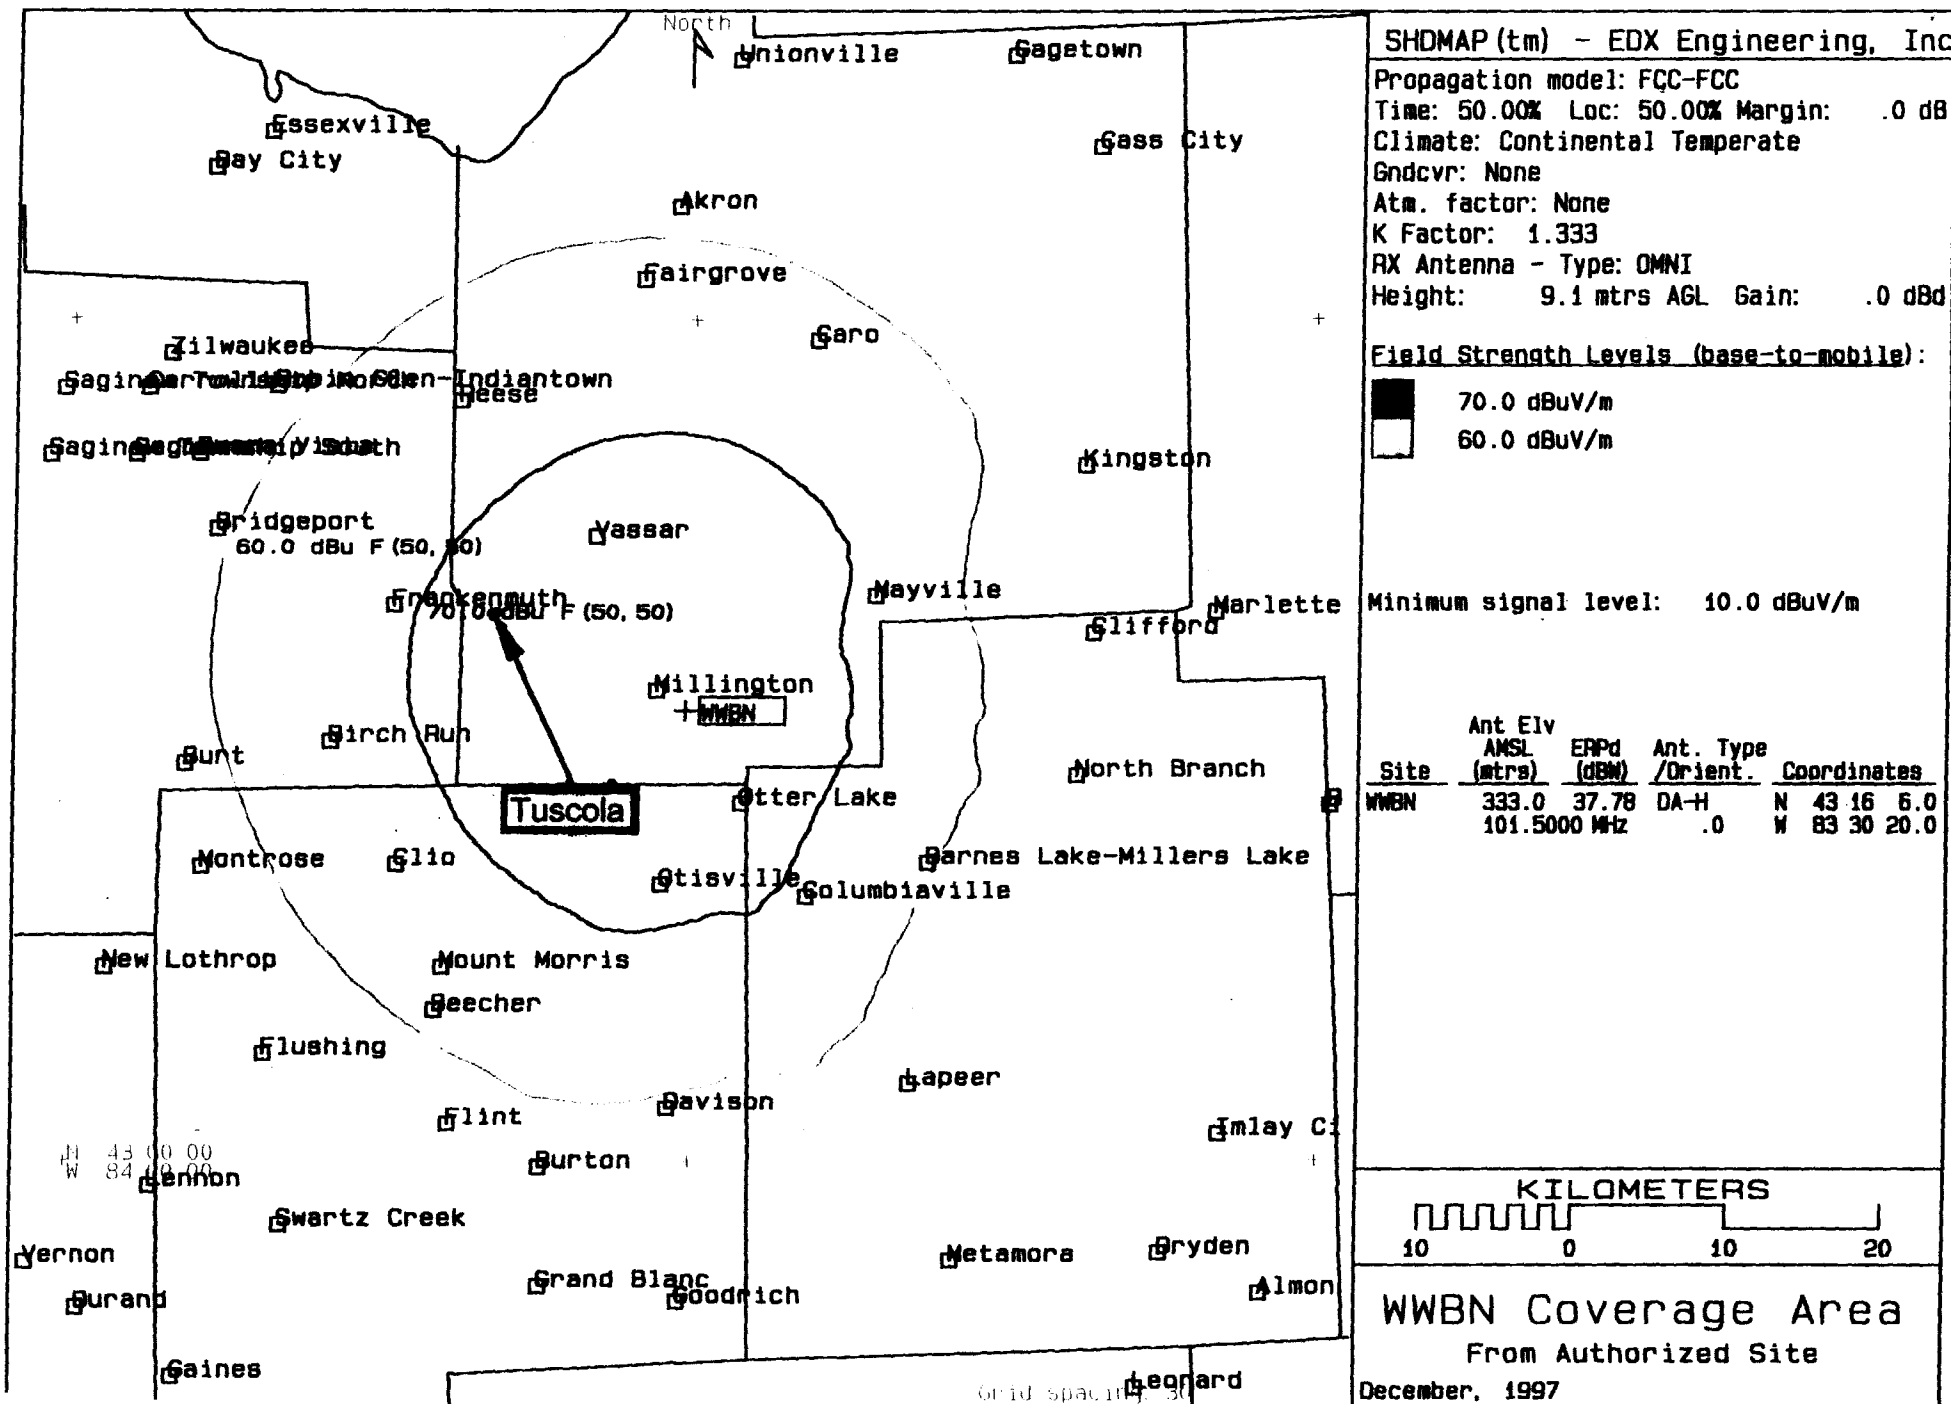 North
Unionville
Gagetown
Essexville
Bay City
Cass City
Akron
Fairgrove
Caro
Zilwaukee
Reese
Kingston
Bridgeport
60.0 dBu F(50,50)
Vassar
Frankenmuth
70.0 dBu F(50,50)
Mayville
Marlette
Clifford
Millington
WWBN
Birch Run
Burt
North Branch
Otter Lake
Tuscola
Montrose
Clio
Barnes Lake-Millers Lake
Otisville
Columbiaville
New Lothrop
Mount Morris
Beecher
Flushing
Lapeer
Davison
Flint
Imlay Ci
N 43 00 00
W 84 00 00
Burton
Lennon
Swartz Creek
Vernon
Metamora
Dryden
Durand
Grand Blanc
Goodrich
Almon
Gaines
Leonard
Grid spacing
SHDMAP(tm) - EDX Engineering, Inc
Propagation model: FCC-FCC
Time: 50.00% Loc: 50.00% Margin: .0 dB
Climate: Continental Temperate
Gndcvr: None
Atm. factor: None
K Factor: 1.333
RX Antenna - Type: OMNI
Height: 9.1 mtrs AGL Gain: .0 dBd
Field Strength Levels (base-to-mobile):
70.0 dBuV/m
60.0 dBuV/m
Minimum signal level: 10.0 dBuV/m
Ant Elv
AMSL ERPd Ant. Type
Site (mtrs) (dBW) /Orient. Coordinates
WWBN 333.0 37.78 DA-H N 43 16 6.0
101.5000 MHz .0 W 83 30 20.0
KILOMETERS
10 0 10 20
WWBN Coverage Area
From Authorized Site
December, 1997